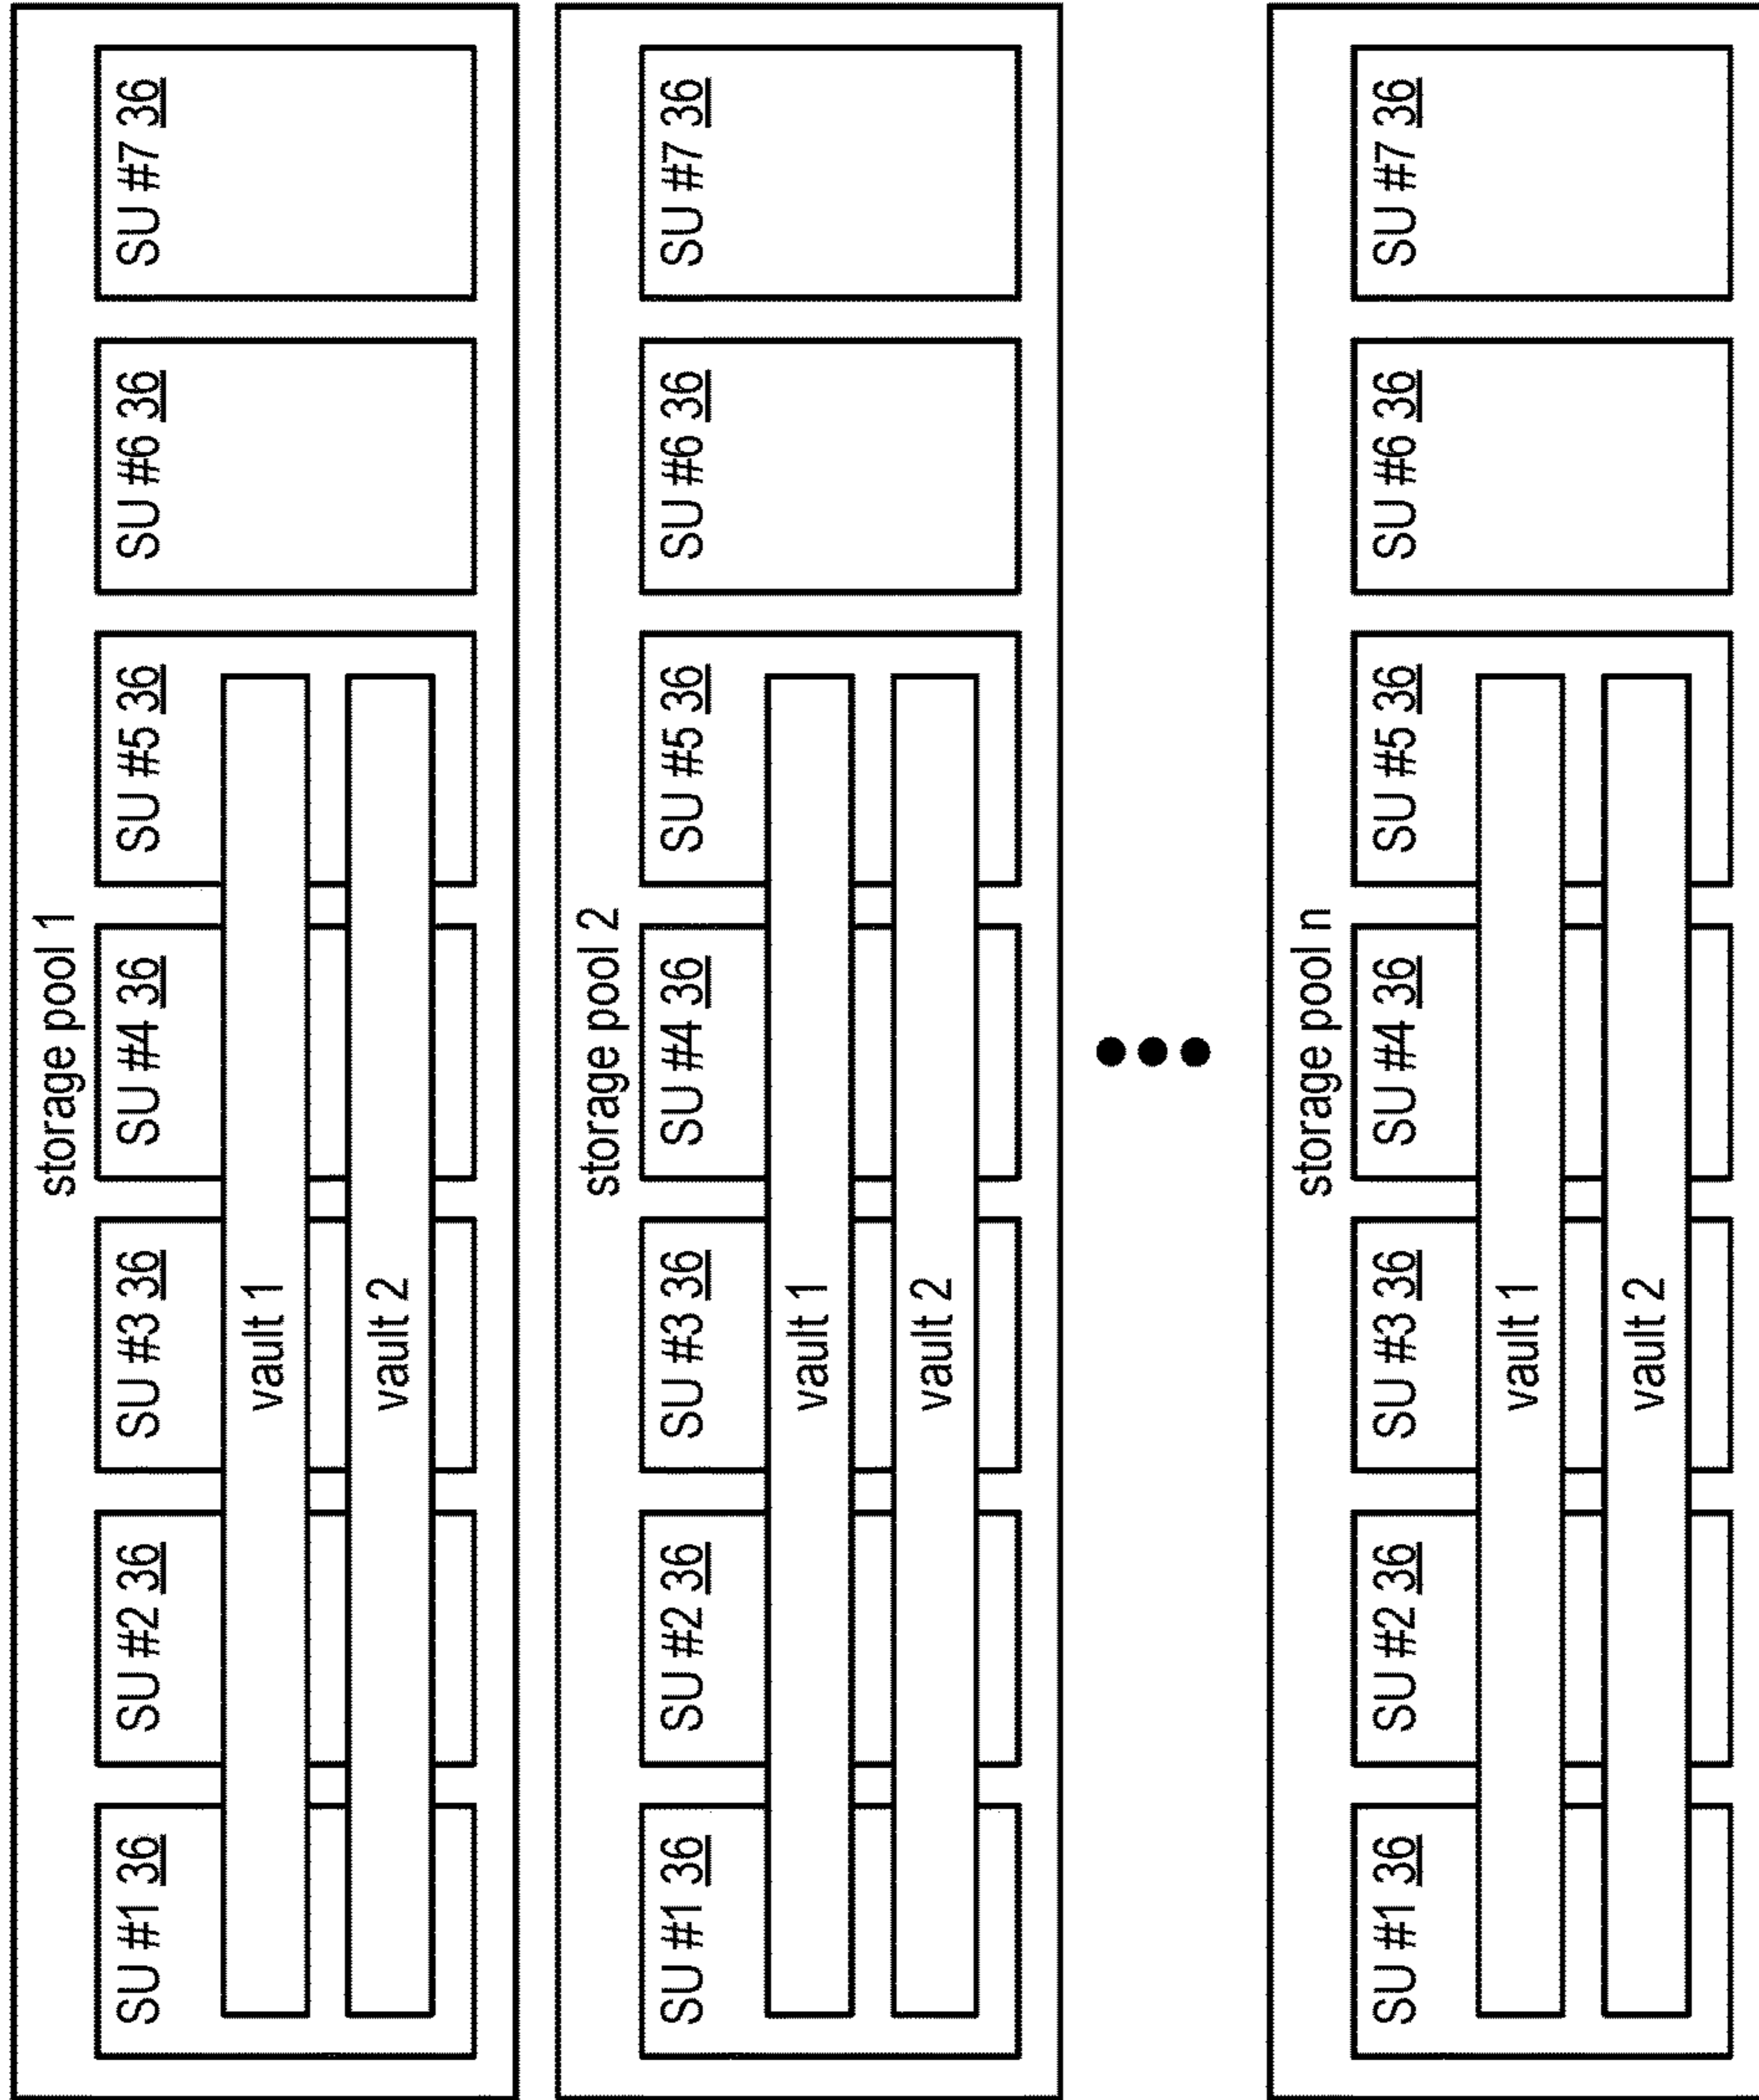 storage pool 1
SU #1 36
SU #2 36
SU #3 36
SU #4 36
SU #5 36
SU #6 36
SU #7 36
vault 1
vault 2
storage pool 2
SU #1 36
SU #2 36
SU #3 36
SU #4 36
SU #5 36
SU #6 36
SU #7 36
vault 1
vault 2
storage pool n
SU #1 36
SU #2 36
SU #3 36
SU #4 36
SU #5 36
SU #6 36
SU #7 36
vault 1
vault 2